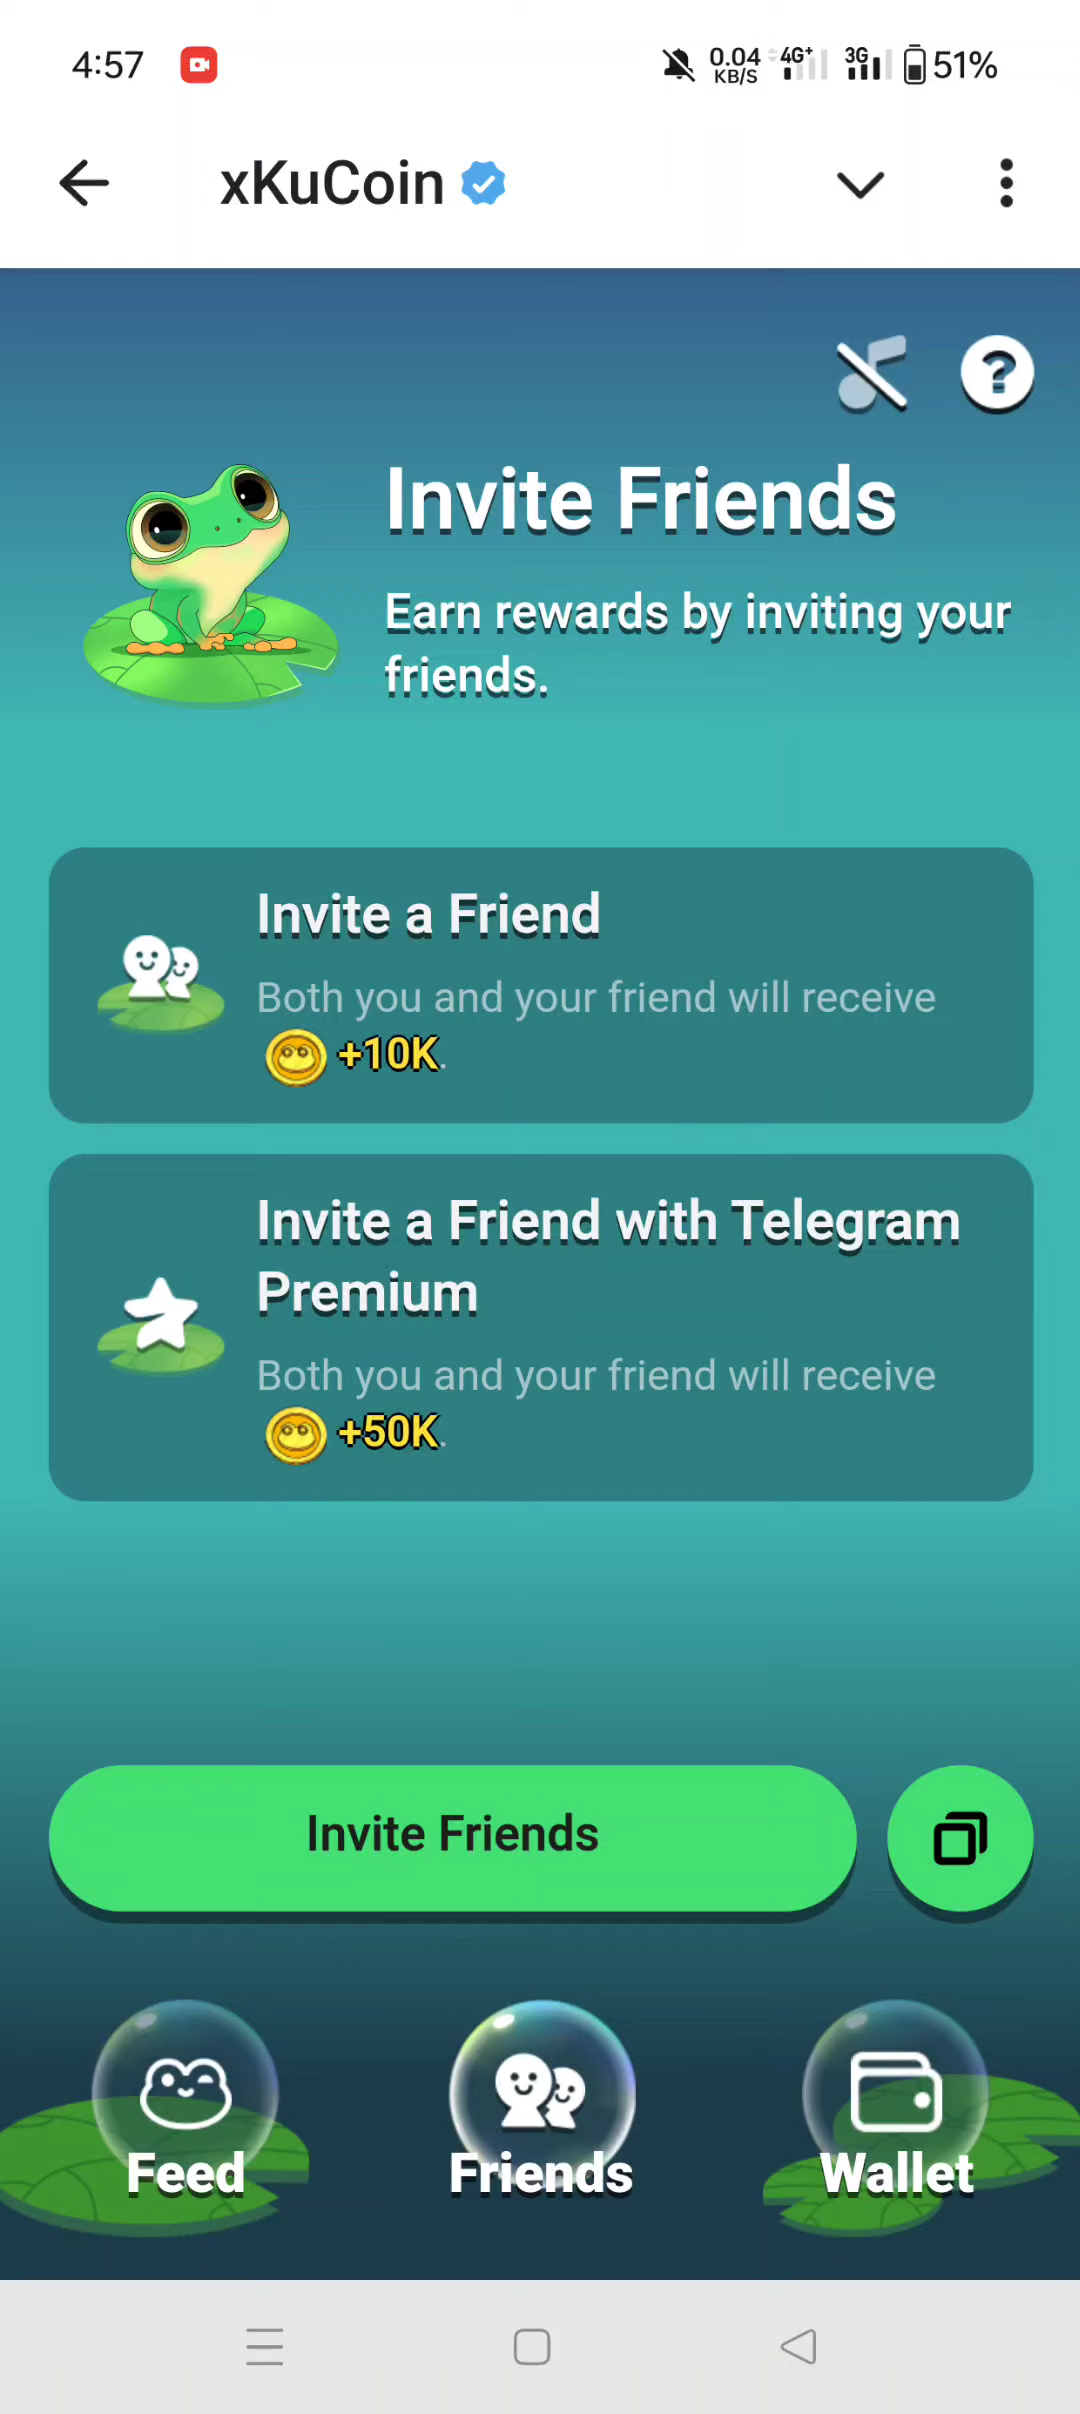 4:57
0.04 KB/S 4G+ 3G 51%
xKuCoin
Invite Friends
Earn rewards by inviting your
friends.
Invite a Friend
Both you and your friend will receive
+10K.
Invite a Friend with Telegram
Premium
Both you and your friend will receive
+50K.
Invite Friends
Feed Friends Wallet